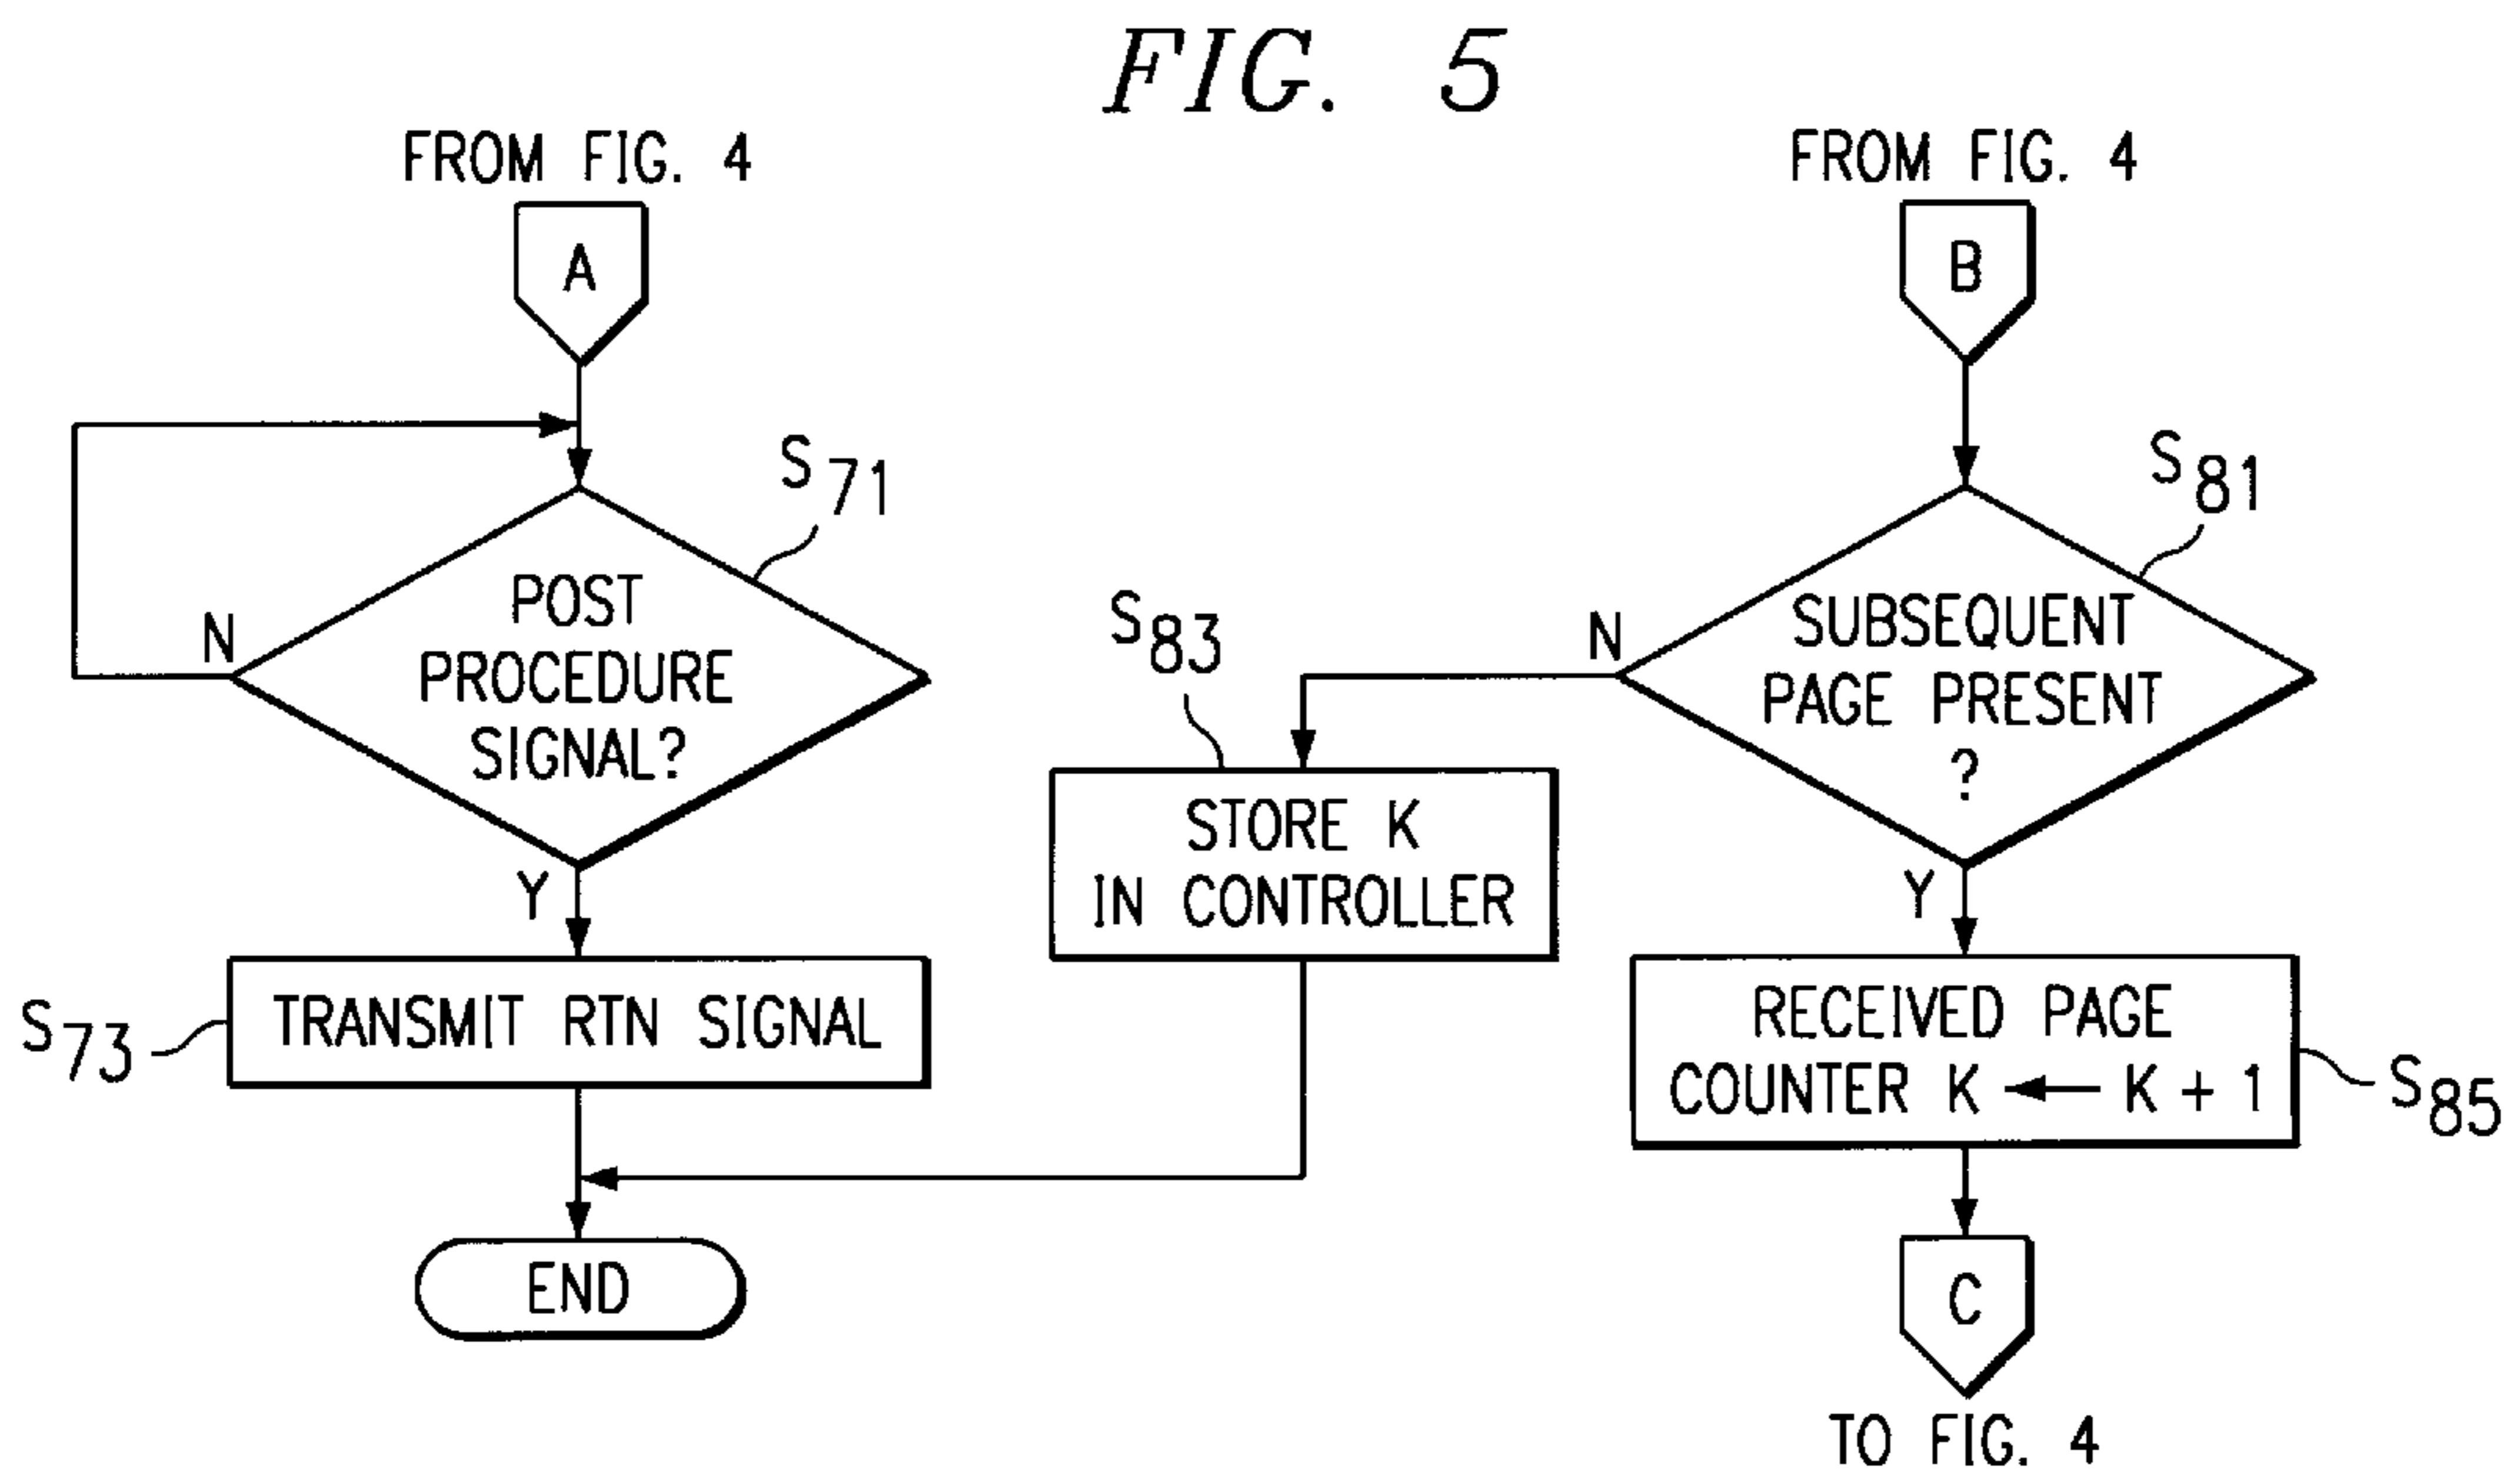 FIG. 5
FROM FIG. 4
A
S71
N
POST
PROCEDURE
SIGNAL?
Y
S73
TRANSMIT RTN SIGNAL
END
FROM FIG. 4
B
S81
N
SUBSEQUENT
PAGE PRESENT
?
S83
STORE K
IN CONTROLLER
Y
RECEIVED PAGE
COUNTER K ← K + 1
S85
C
TO FIG. 4